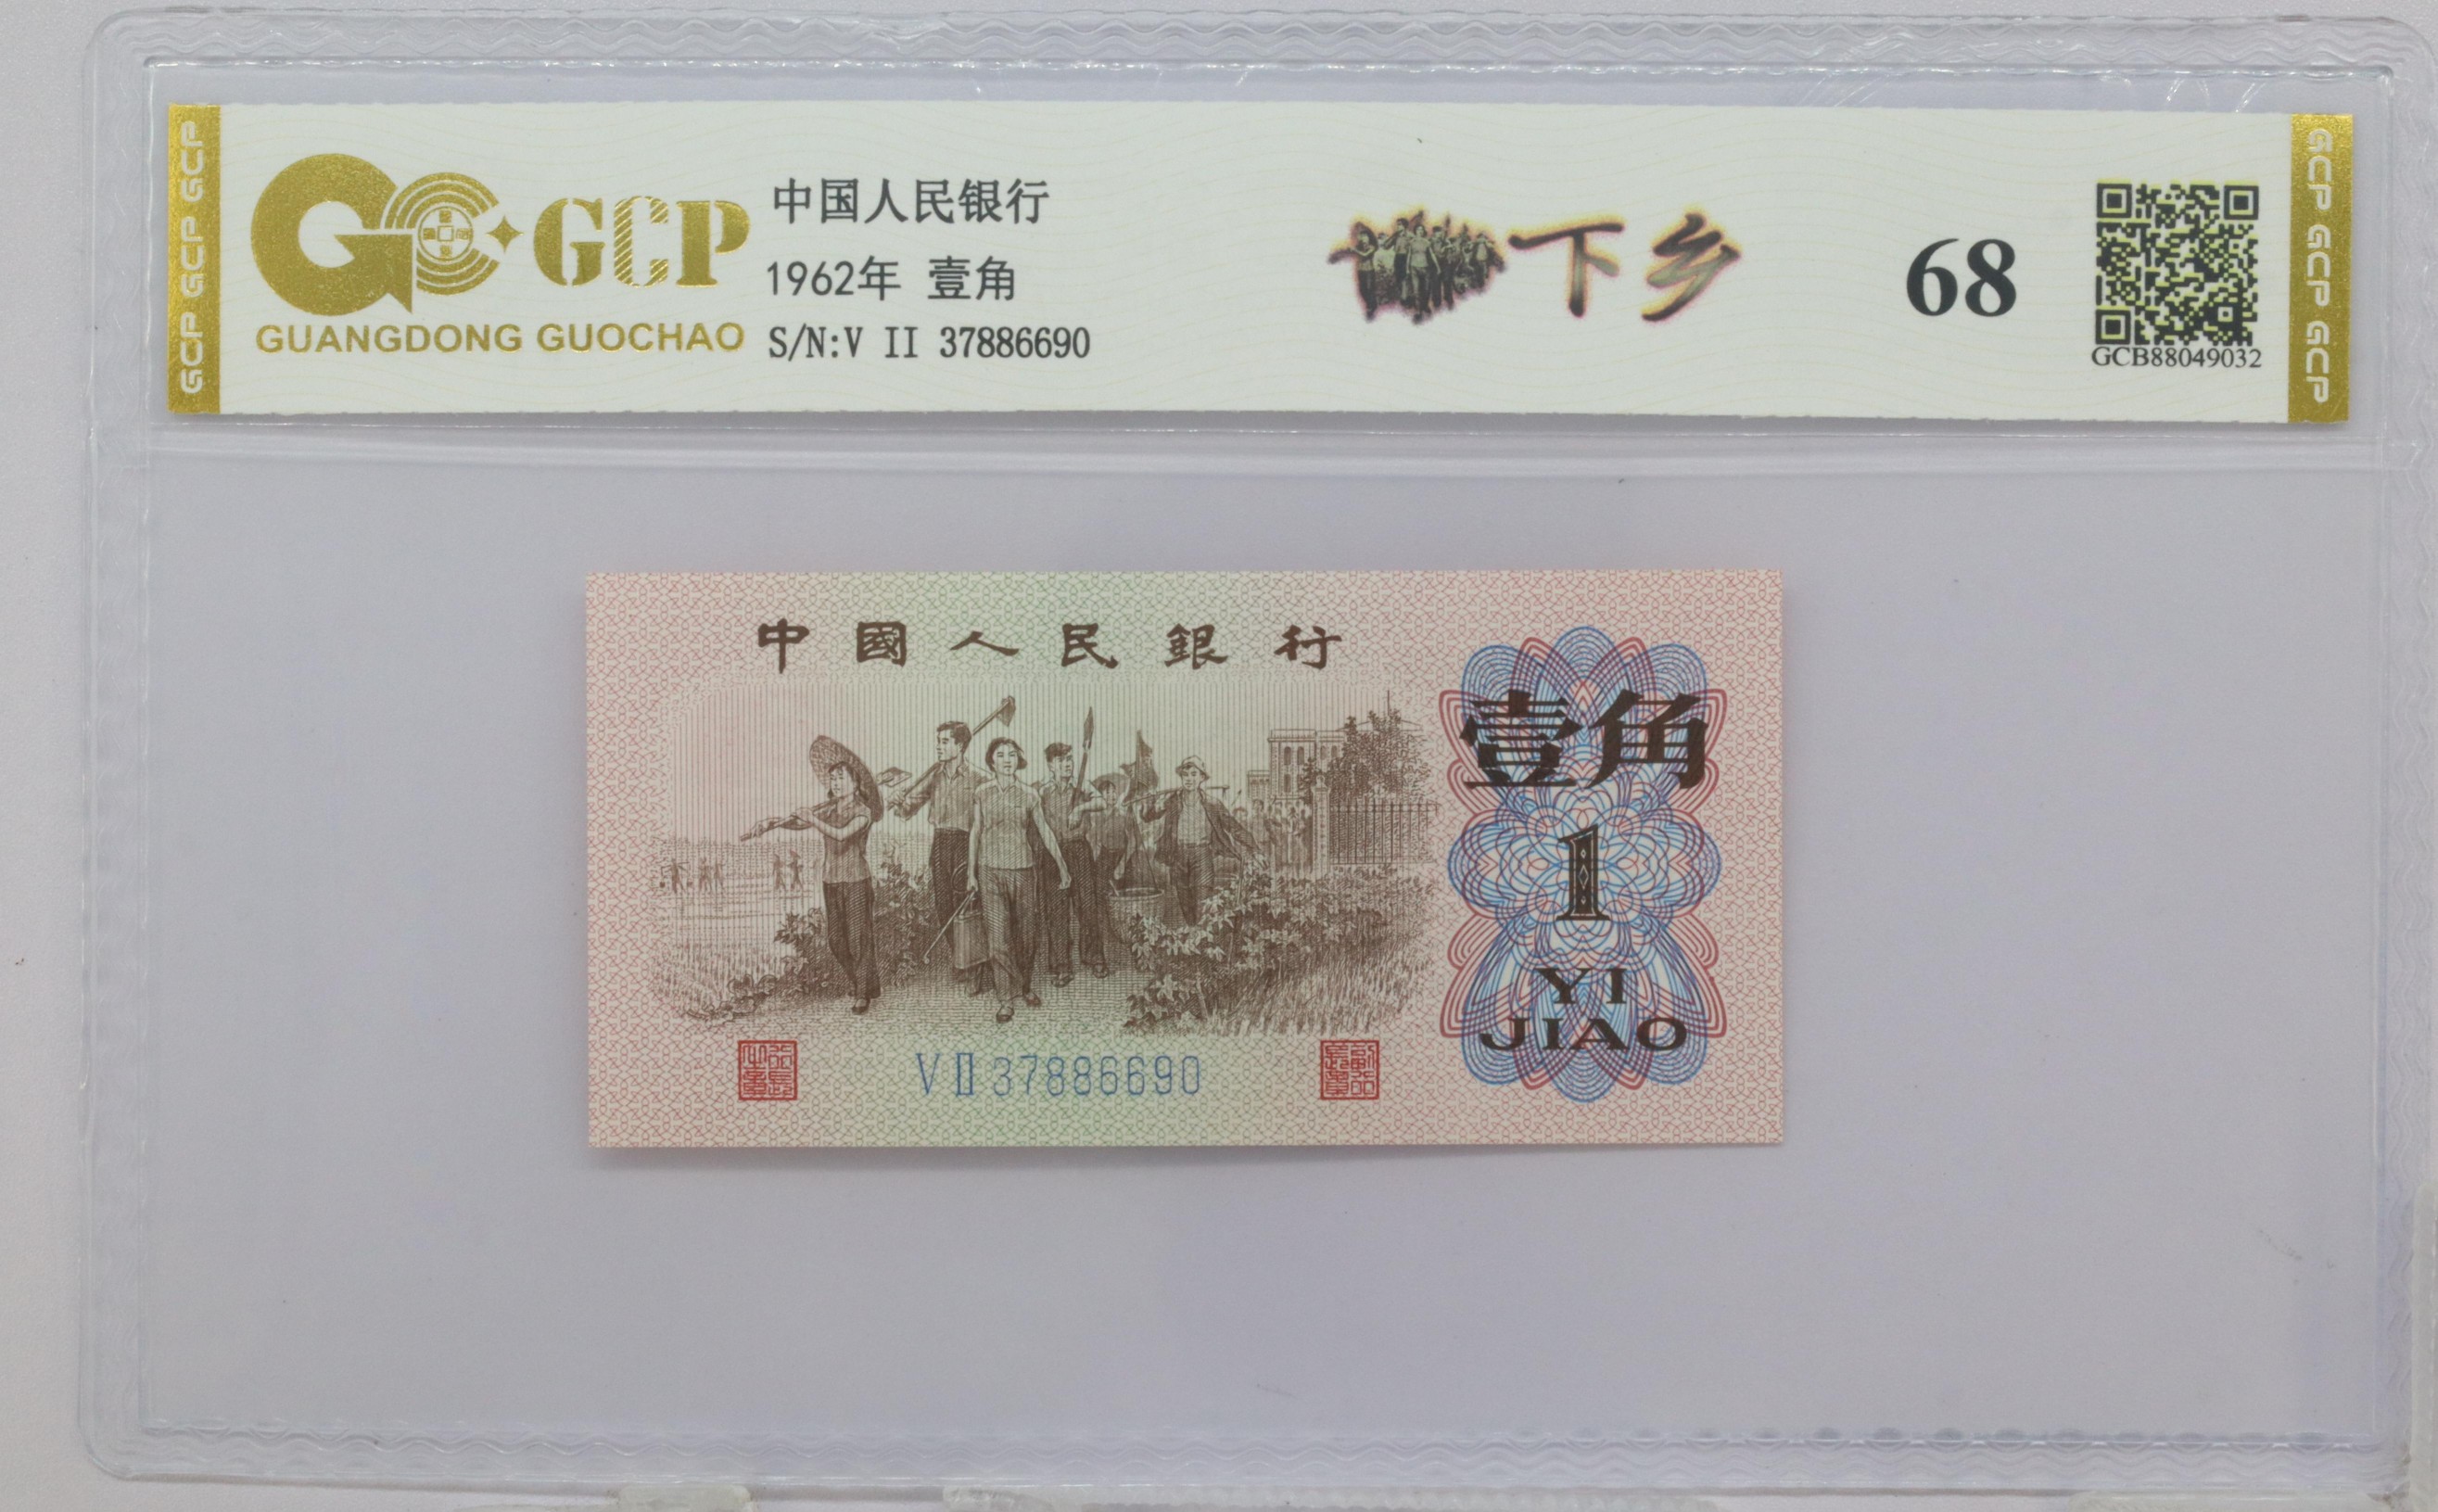 GCP GCP GCP
GCP
GUANGDONG GUOCHAO
中国人民银行
1962年 壹角
S/N:V II 37886690
下乡
68
GCB88049032
GCP GCP GCP
中國人民銀行
壹角
1
YI
JIAO
V II 37886690